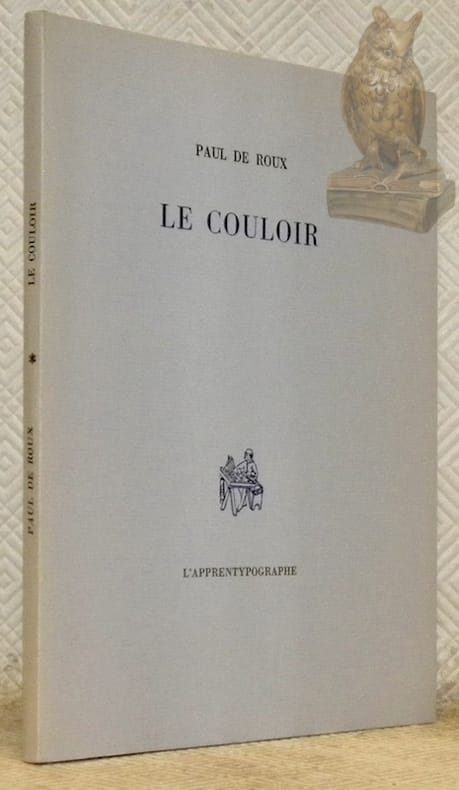 PAUL DE ROUX
LE COULOIR
L'APPRENTYPOGRAPHE
PAUL DE ROUX * LE COULOIR